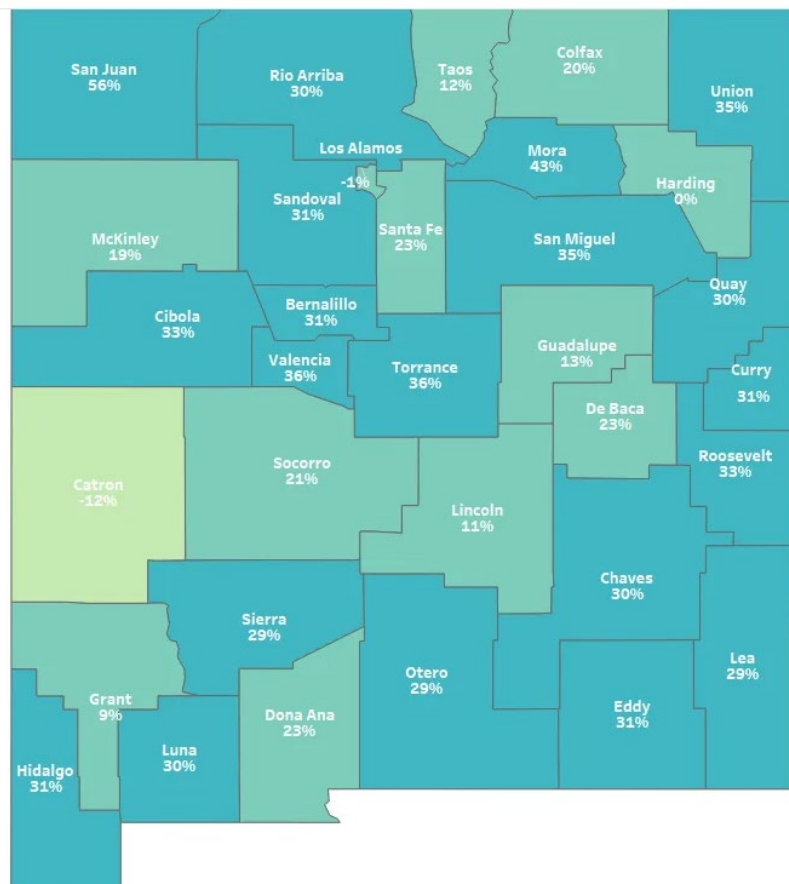 San Juan
56%
Rio Arriba
30%
Taos
12%
Colfax
20%
Union
35%
Los Alamos
-1%
Mora
43%
Harding
0%
Sandoval
31%
Santa Fe
23%
San Miguel
35%
McKinley
19%
Quay
30%
Cibola
33%
Bernalillo
31%
Valencia
36%
Torrance
36%
Guadalupe
13%
Curry
31%
De Baca
23%
Roosevelt
33%
Catron
-12%
Socorro
21%
Lincoln
11%
Chaves
30%
Sierra
29%
Otero
29%
Lea
29%
Grant
9%
Dona Ana
23%
Eddy
31%
Luna
30%
Hidalgo
31%